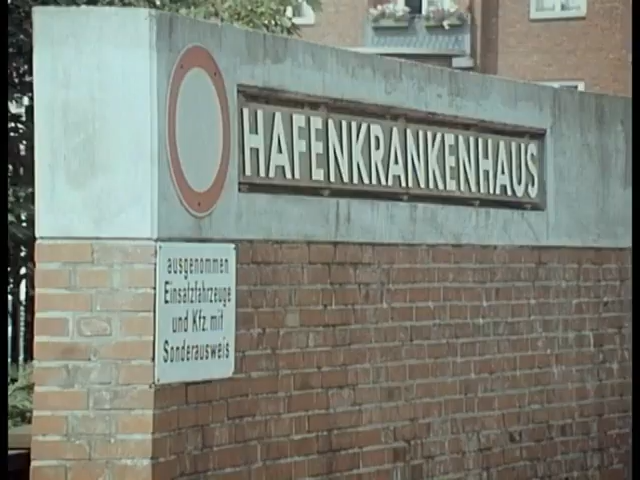 HAFENKRANKENHAUS
ausgenommen
Einsatzfahrzeuge
und Kfz. mit
Sonderausweis